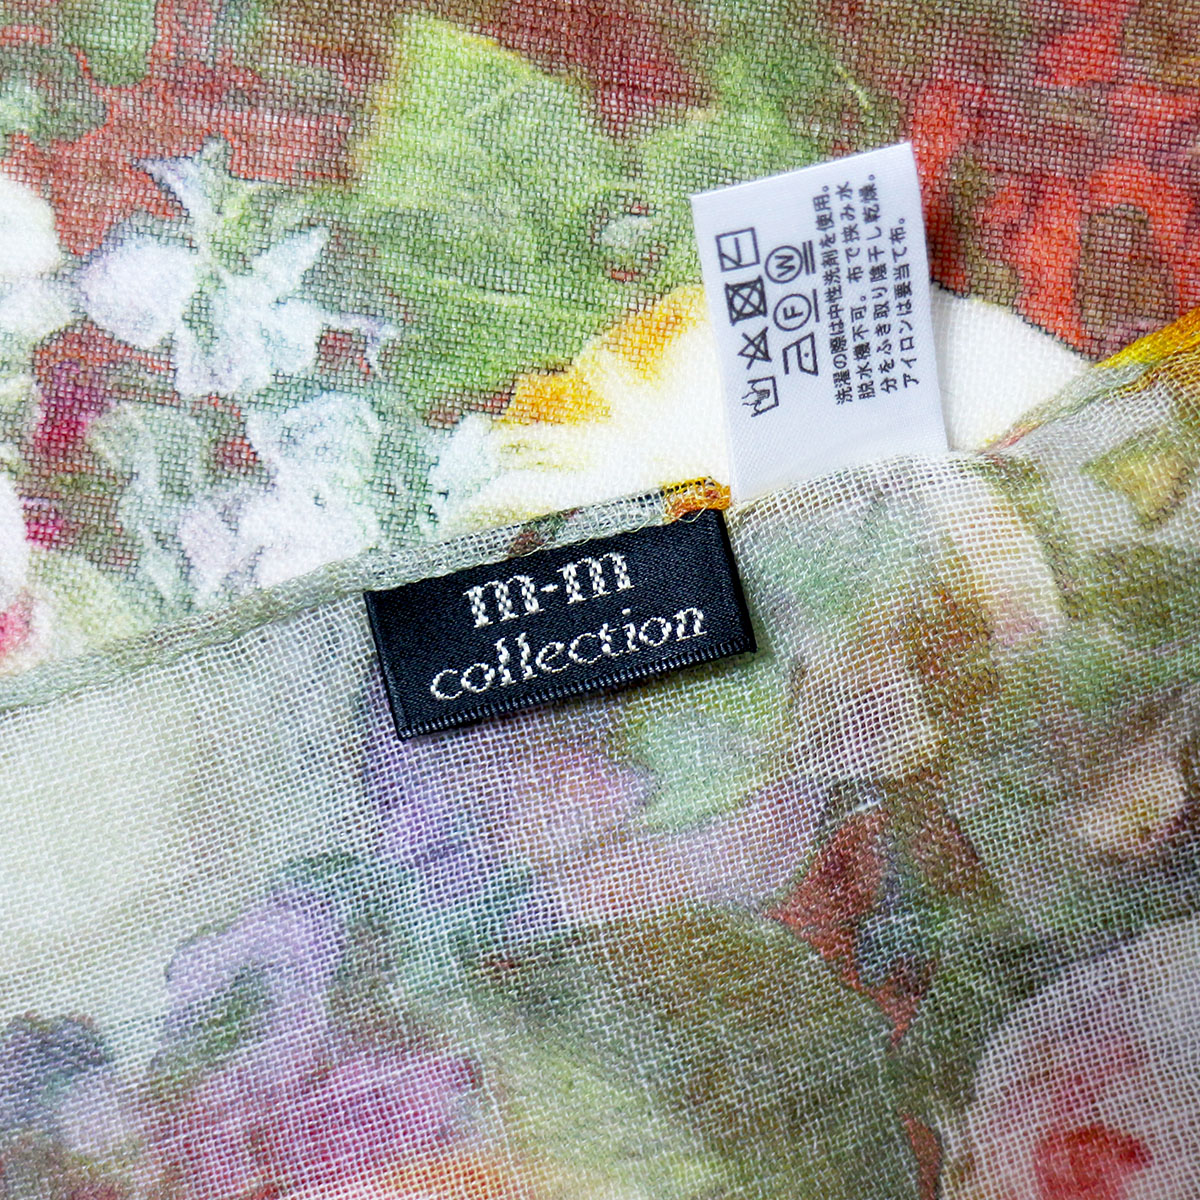 m-m
collection
F
W
洗濯の際は中性洗剤を使用。
脱水機不可。布で挟み水
分をふき取り陰干し乾燥。
アイロンは要当て布。